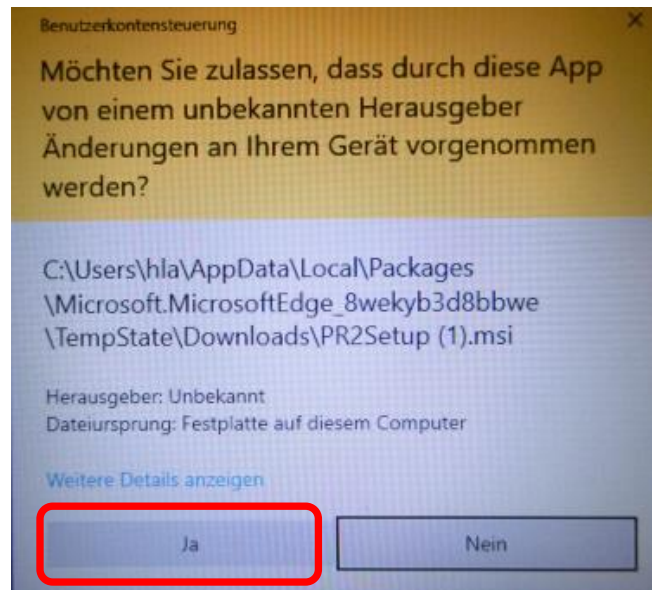 Benutzerkontensteuerung
Möchten Sie zulassen, dass durch diese App
von einem unbekannten Herausgeber
Änderungen an Ihrem Gerät vorgenommen
werden?
C:\Users\hla\AppData\Local\Packages
\Microsoft.MicrosoftEdge_8wekyb3d8bbwe
\TempState\Downloads\PR2Setup (1).msi
Herausgeber: Unbekannt
Dateiursprung: Festplatte auf diesem Computer
Weitere Details anzeigen
Ja
Nein